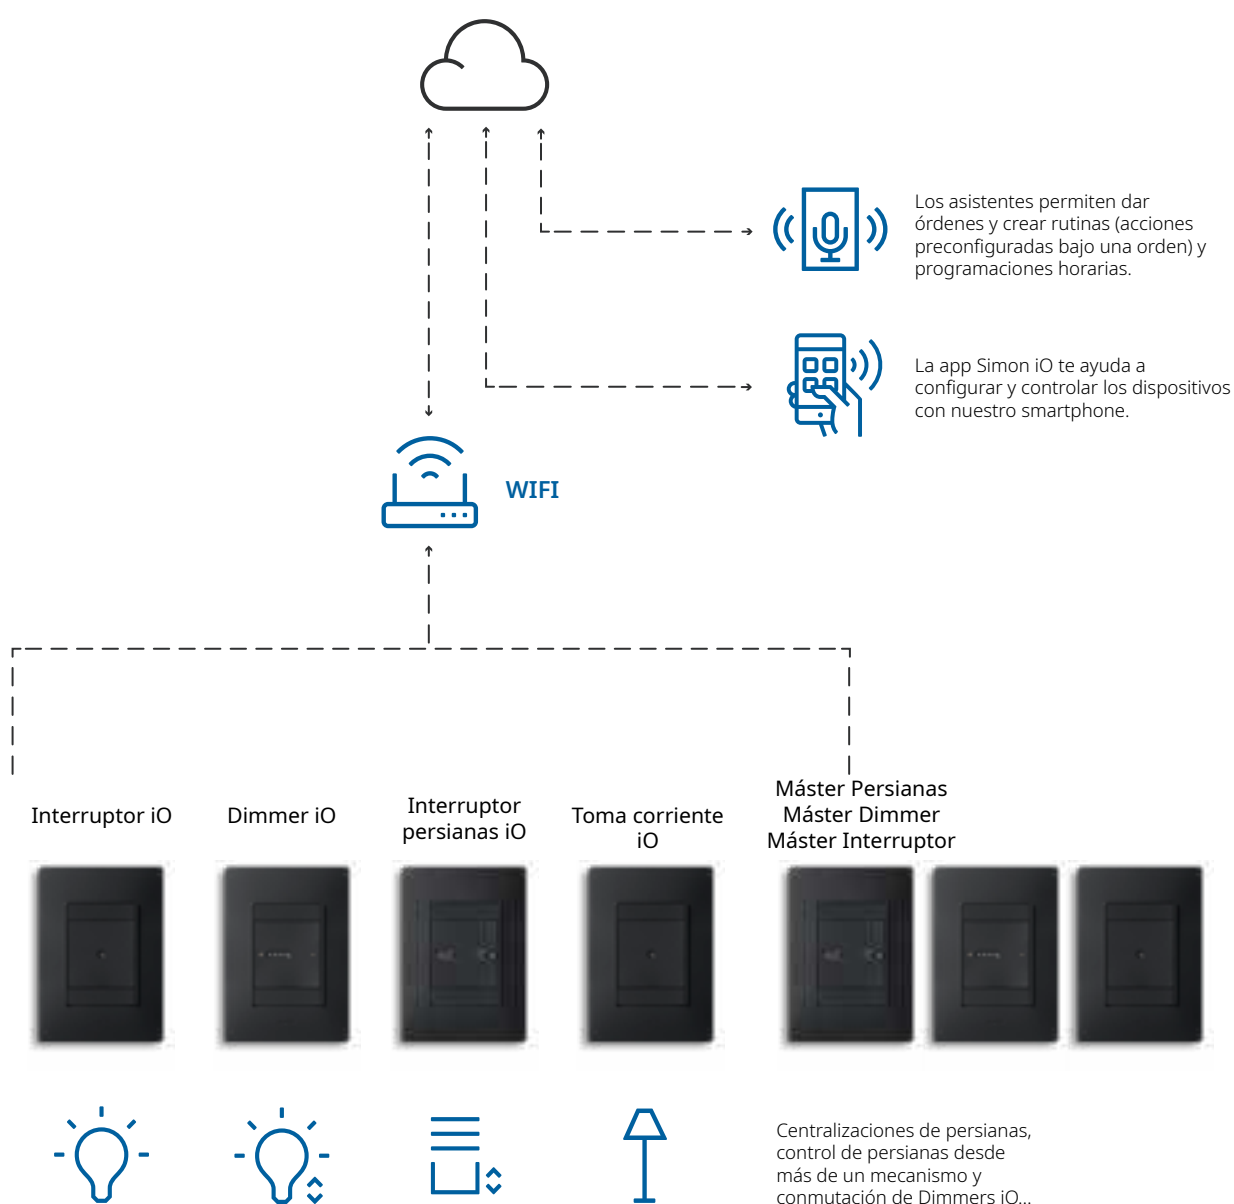 Los asistentes permiten dar
órdenes y crear rutinas (acciones
preconfiguradas bajo una orden) y
programaciones horarias.
La app Simon iO te ayuda a
configurar y controlar los dispositivos
con nuestro smartphone.
WIFI
Interruptor iO
Dimmer iO
Interruptor
persianas iO
Toma corriente
iO
Máster Persianas
Máster Dimmer
Máster Interruptor
Centralizaciones de persianas,
control de persianas desde
más de un mecanismo y
conmutación de Dimmers iO...